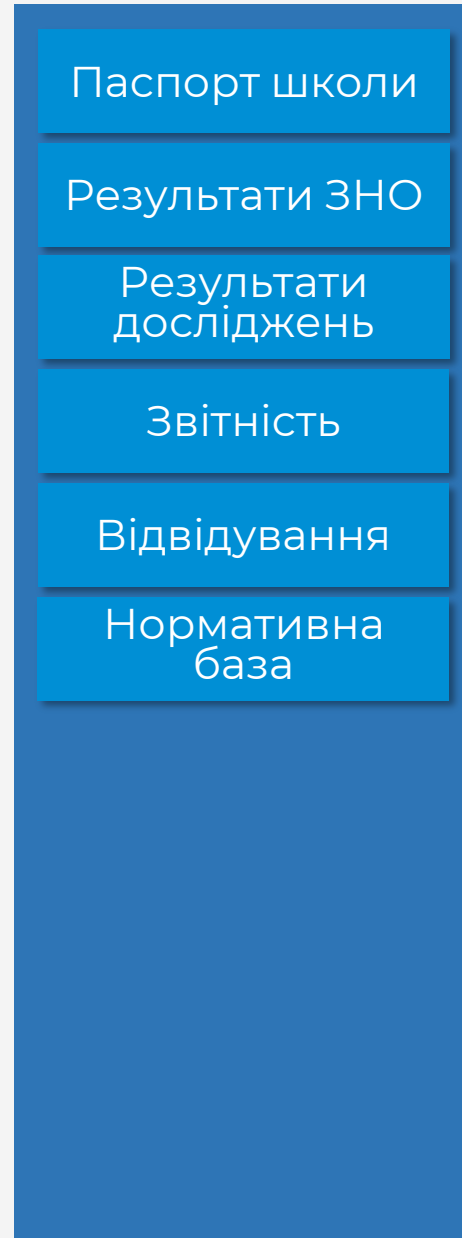 Паспорт школи
Результати ЗНО
Результати
досліджень
Звітність
Відвідування
Нормативна
база